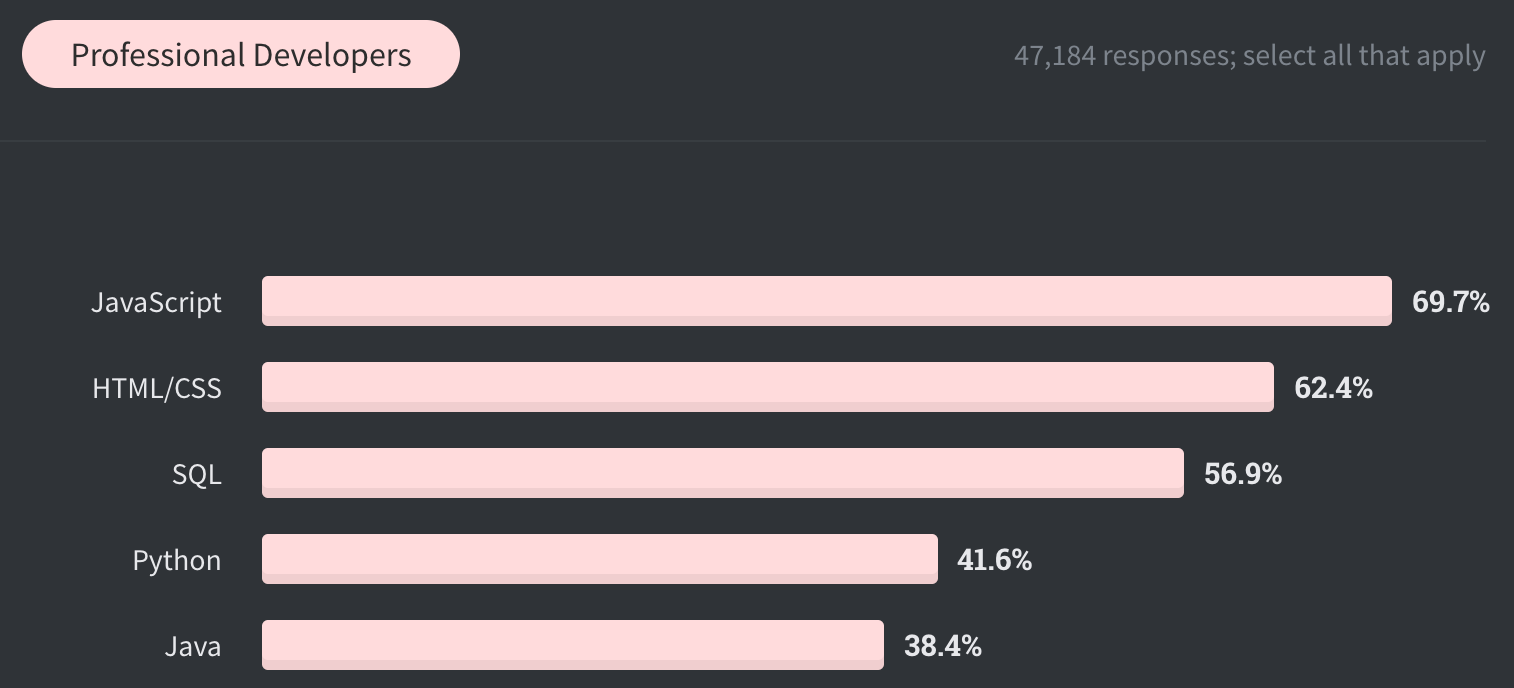 Professional Developers
47,184 responses; select all that apply
JavaScript 69.7%
HTML/CSS 62.4%
SQL 56.9%
Python 41.6%
Java 38.4%